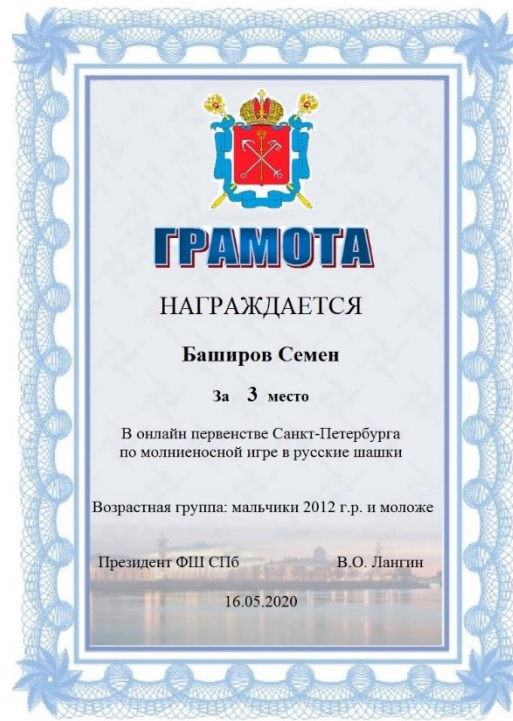 ГРАМОТА
НАГРАЖДАЕТСЯ
Баширов Семен
За 3 место
В онлайн первенстве Санкт-Петербурга
по молниеносной игре в русские шашки
Возрастная группа: мальчики 2012 г.р. и моложе
Президент ФШ СПб В.О. Лангин
16.05.2020